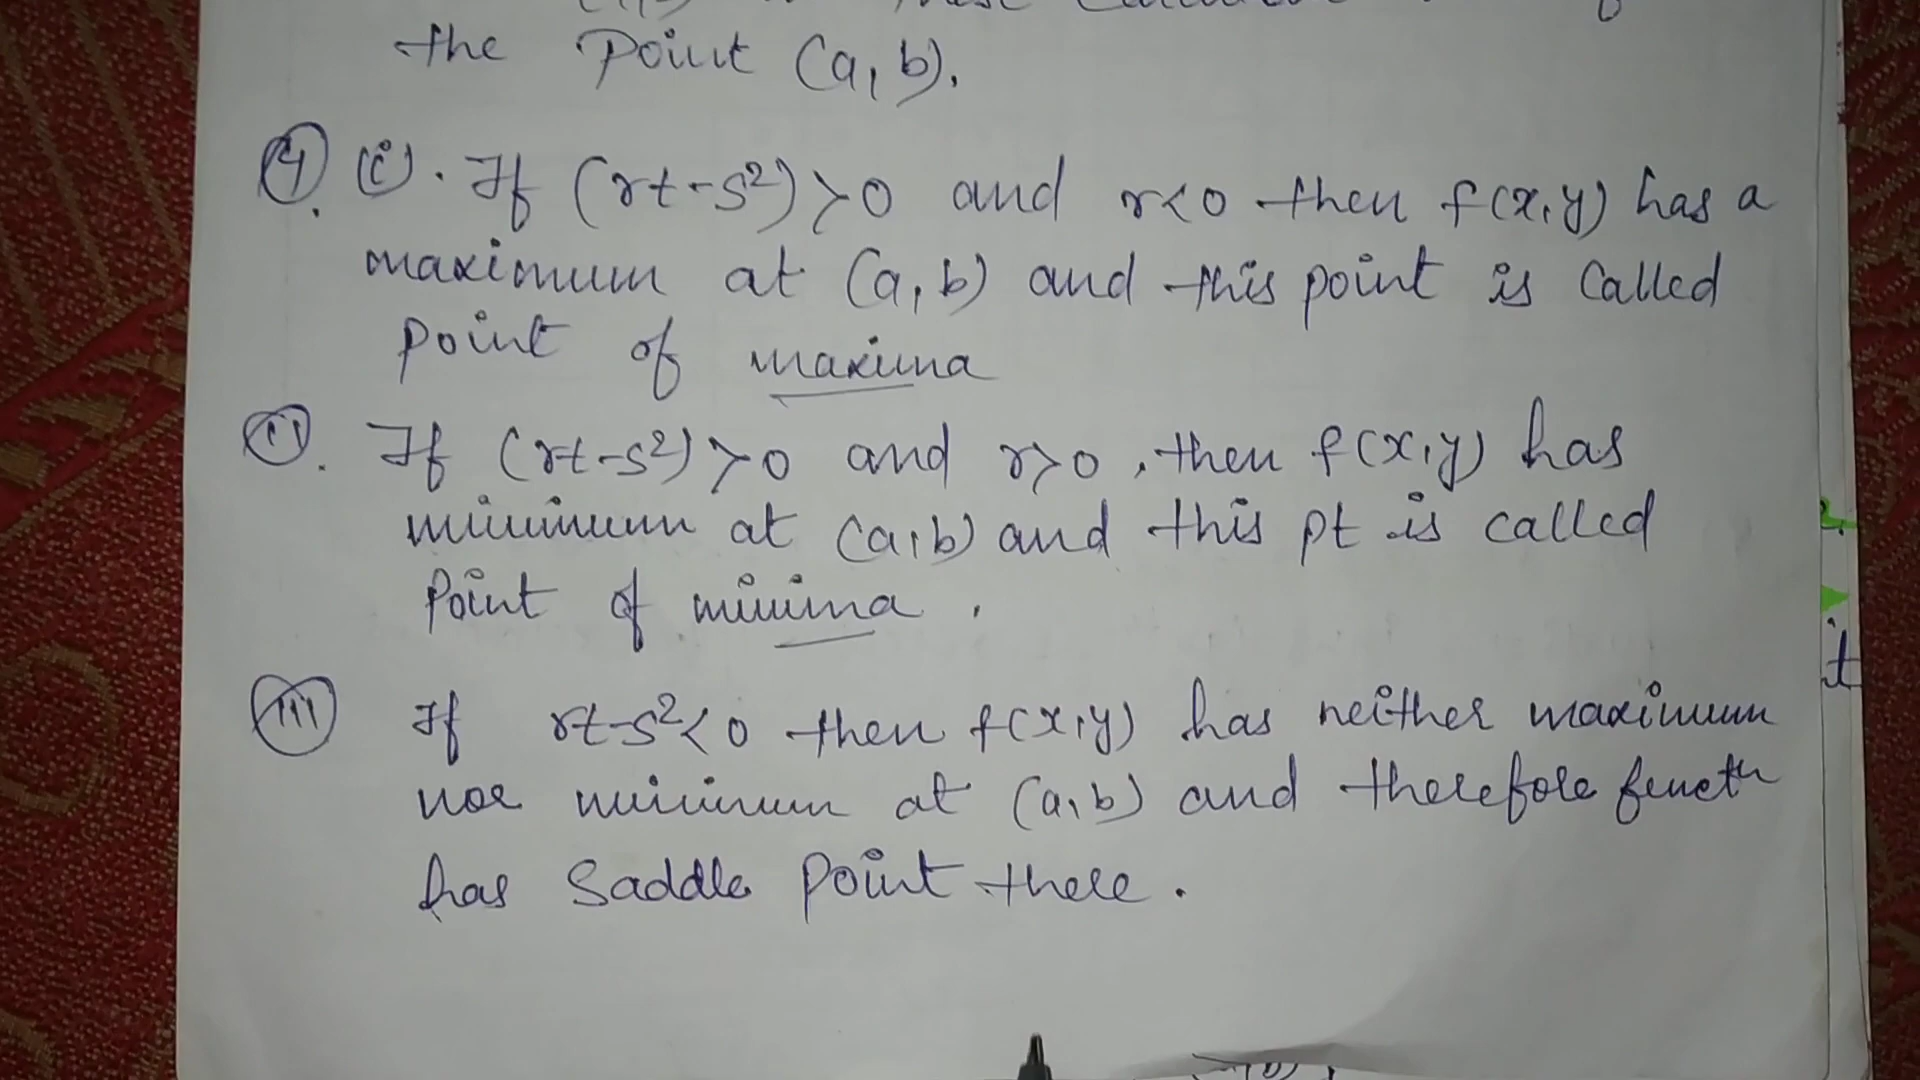 the Point (a,b).
④ (i). If (rt-s²)>0 and r<0 then f(x,y) has a
maximum at (a,b) and this point is Called
point of maxima
(ii). If (rt-s²)>0 and r>0, then f(x,y) has
minimum at (a,b) and this pt is called
Point of minima.
(iii) If rt-s²<0 then f(x,y) has neither maximum
nor minimum at (a,b) and therefore functn
has Saddle Point there.
t